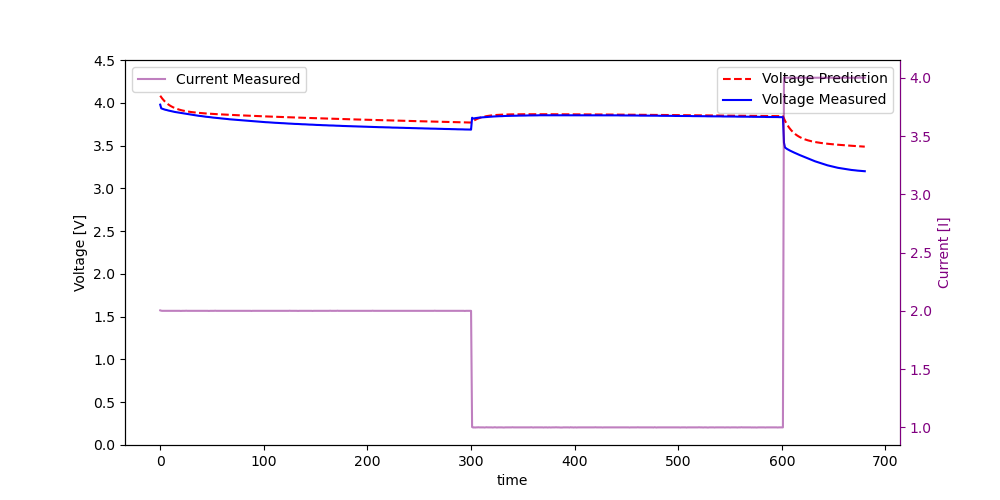 Current Measured
Voltage Prediction
Voltage Measured
Voltage [V]
4.5
4.0
3.5
3.0
2.5
2.0
1.5
1.0
0.5
0.0
Current [I]
4.0
3.5
3.0
2.5
2.0
1.5
1.0
0 100 200 300 400 500 600 700
time